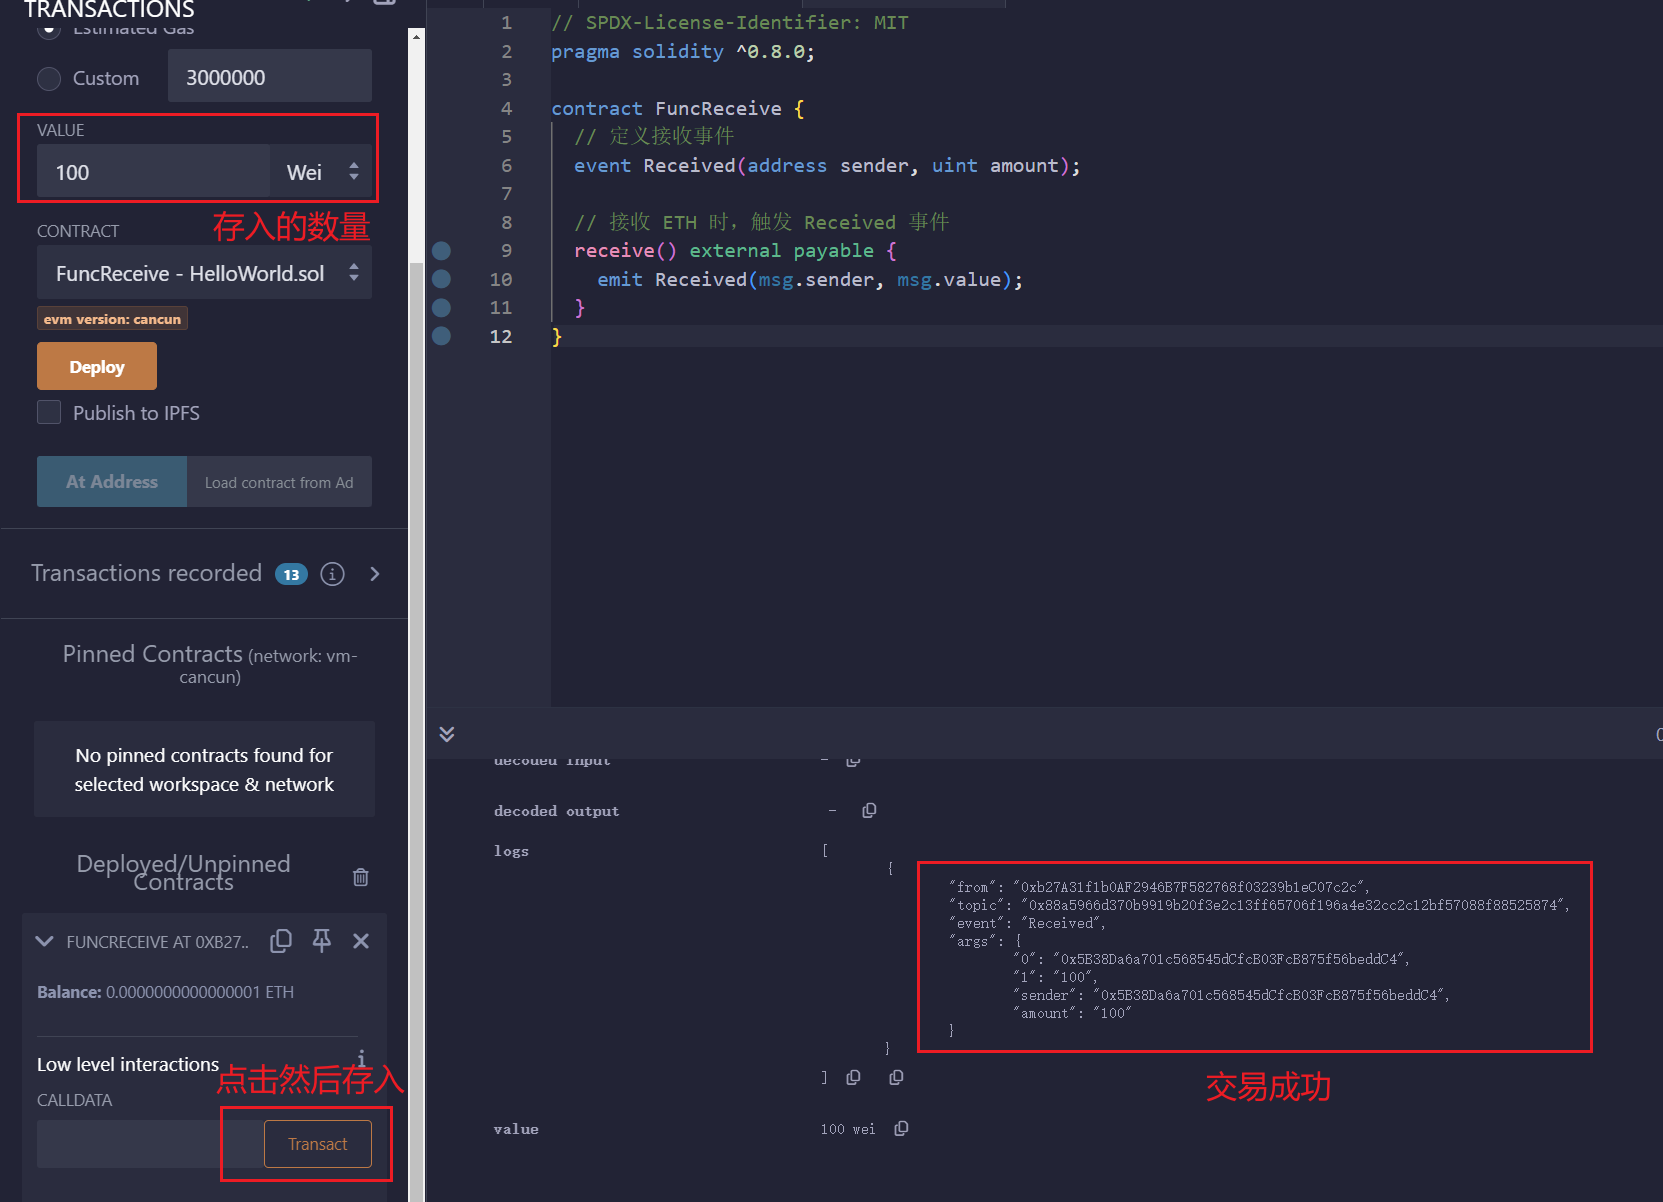 TRANSACTIONS
Estimated Gas
Custom
3000000
VALUE
100
Wei
存入的数量
CONTRACT
FuncReceive - HelloWorld.sol
evm version: cancun
Deploy
Publish to IPFS
At Address
Load contract from Ad
Transactions recorded 13
Pinned Contracts (network: vm-
cancun)
No pinned contracts found for
selected workspace & network
Deployed/Unpinned
Contracts
FUNCRECEIVE AT 0XB27..
Balance: 0.0000000000000001 ETH
Low level interactions
点击然后存入
CALLDATA
Transact
1 // SPDX-License-Identifier: MIT
2 pragma solidity ^0.8.0;
3
4 contract FuncReceive {
5 // 定义接收事件
6 event Received(address sender, uint amount);
7
8 // 接收 ETH 时，触发 Received 事件
9 receive() external payable {
10 emit Received(msg.sender, msg.value);
11 }
12 }
decoded input -
decoded output -
logs [
{
"from": "0xb27A31f1b0AF2946B7F582768f03239b1eC07c2c",
"topic": "0x88a5966d370b9919b20f3e2c13ff65706f196a4e32cc2c12bf57088f88525874",
"event": "Received",
"args": {
"0": "0x5B38Da6a701c568545dCfcB03FcB875f56beddC4",
"1": "100",
"sender": "0x5B38Da6a701c568545dCfcB03FcB875f56beddC4",
"amount": "100"
}
}
]
交易成功
value 100 wei